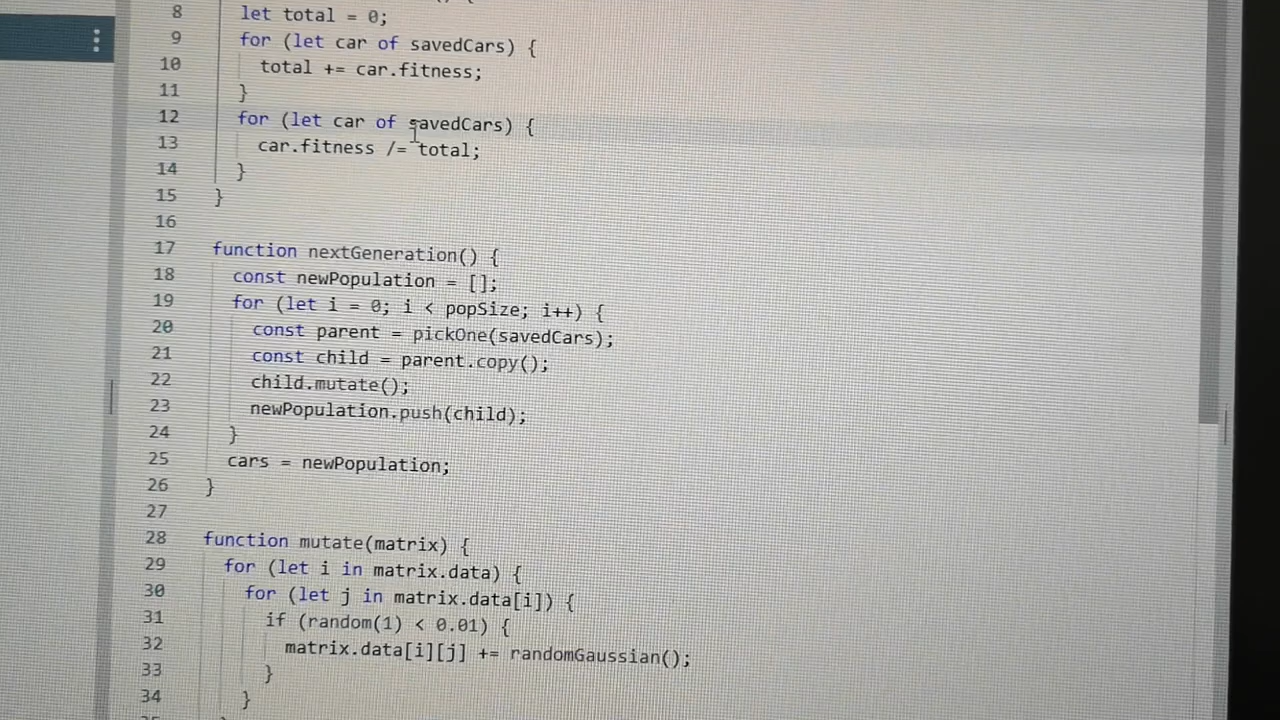 8 let total = 0;
9 for (let car of savedCars) {
10 total += car.fitness;
11 }
12 for (let car of savedCars) {
13 car.fitness /= total;
14 }
15 }
16
17 function nextGeneration() {
18 const newPopulation = [];
19 for (let i = 0; i < popSize; i++) {
20 const parent = pickOne(savedCars);
21 const child = parent.copy();
22 child.mutate();
23 newPopulation.push(child);
24 }
25 cars = newPopulation;
26 }
27
28 function mutate(matrix) {
29 for (let i in matrix.data) {
30 for (let j in matrix.data[i]) {
31 if (random(1) < 0.01) {
32 matrix.data[i][j] += randomGaussian();
33 }
34 }